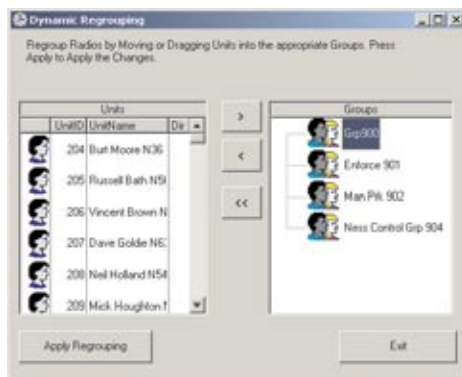 Dynamic Regrouping
Regroup Radios by Moving or Dragging Units into the appropriate Groups. Press
Apply to Apply the Changes.
Units
UnitID UnitName Dir
204 Burt Moore N36
205 Russell Bath N5
206 Vincent Brown N
207 Dave Goldie N6
208 Neil Holland N54
209 Mick Houghton
>
<
<<
Groups
Grp900
Enforce 901
Man Prk 902
Ness Control Grp 904
Apply Regrouping
Exit